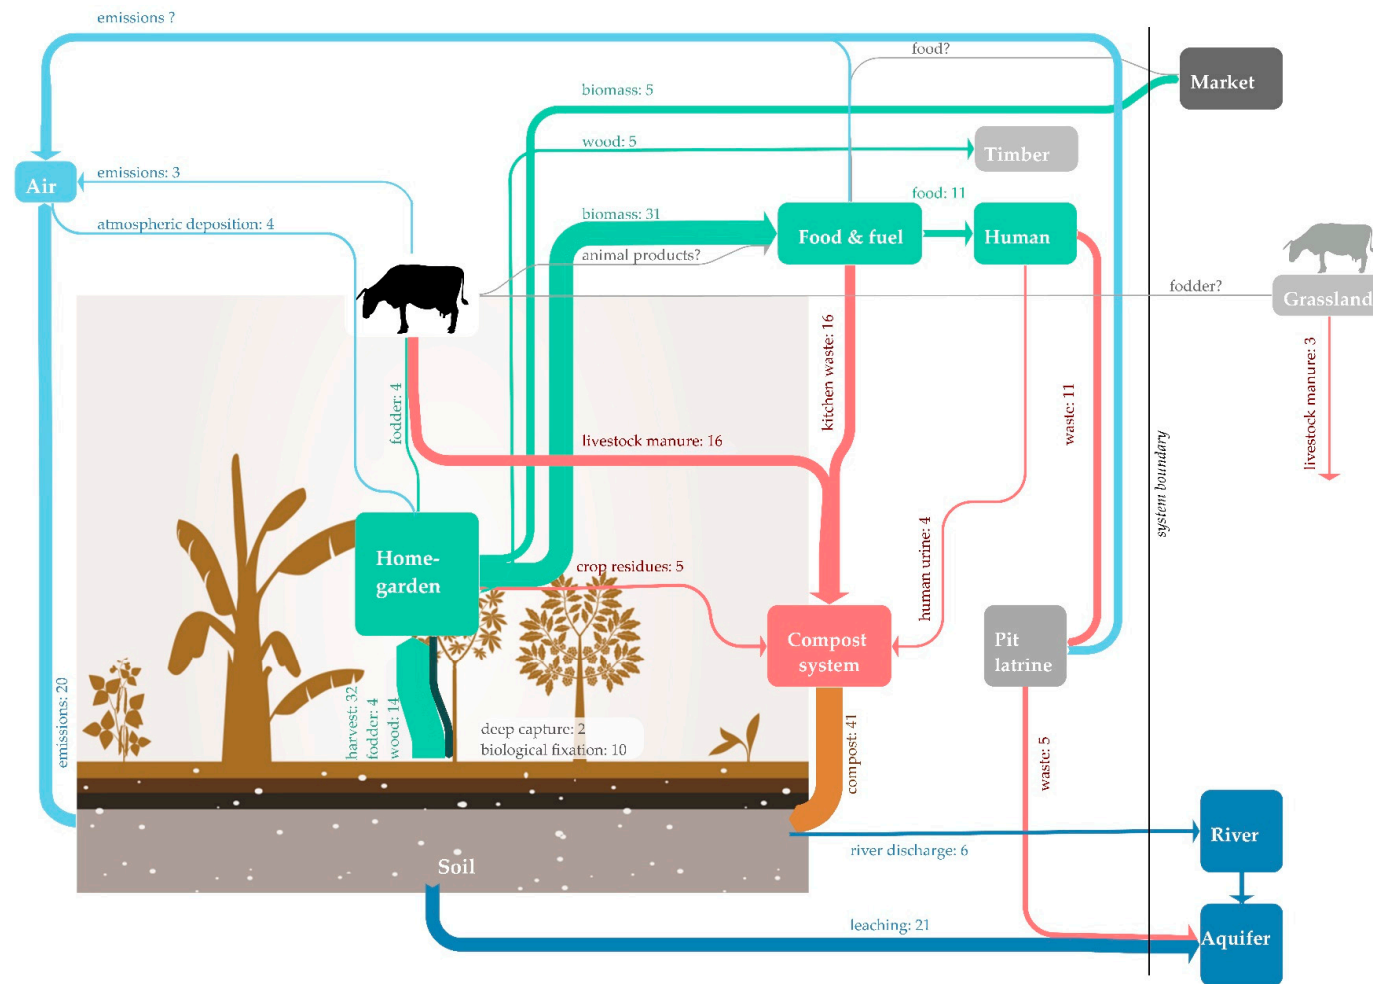 emissions ?
food?
Market
biomass: 5
wood: 5
Timber
emissions: 3
Air
atmospheric deposition: 4
biomass: 31
food: 11
Food & fuel
Human
animal products?
fodder?
Grassland
kitchen waste: 16
livestock manure: 3
fodder: 4
waste: 11
livestock manure: 16
system boundary
Home-
garden
crop residues: 5
human urine: 4
Compost
system
Pit
latrine
emissions: 20
harvest: 32
fodder: 4
wood: 14
deep capture: 2
biological fixation: 10
compost: 41
waste: 5
River
river discharge: 6
Soil
leaching: 21
Aquifer